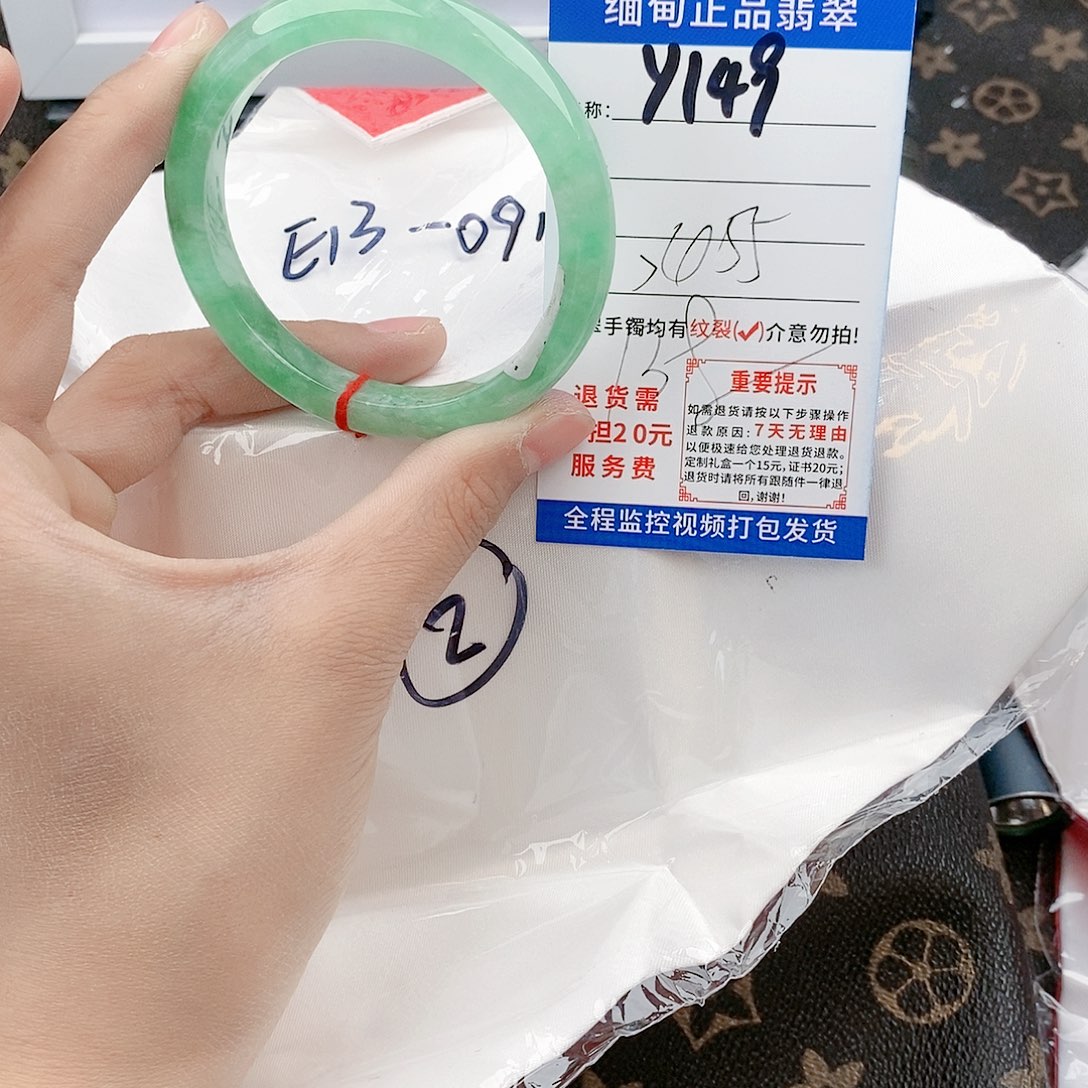 缅甸正品翡翠
称: Y149
E13-091
手镯均有纹裂(✓)介意勿拍!
退货需
担20元
服务费
重要提示
如需退货请按以下步骤操作
退款原因:7天无理由
以便极速给您处理退货退款。
定制礼盒一个15元,证书20元;
退货时请将所有跟随件一律退
回,谢谢!
全程监控视频打包发货
2